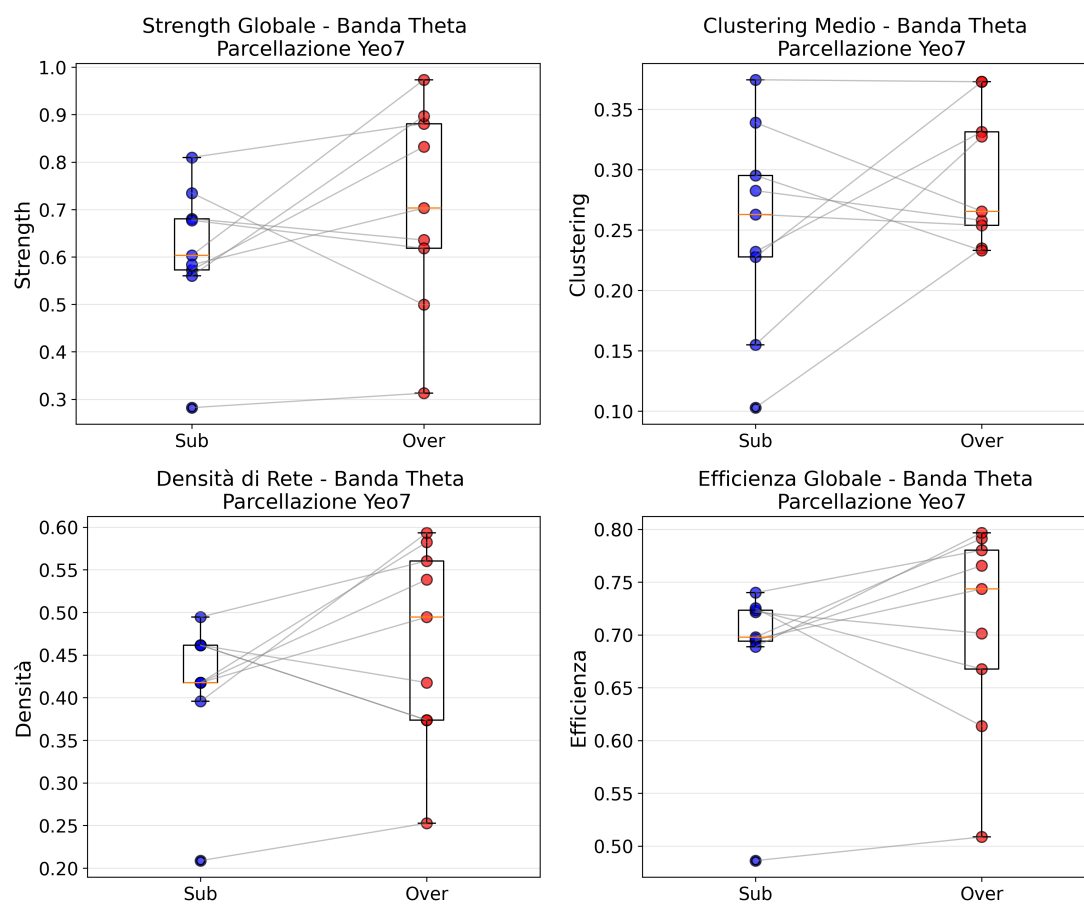 Strength Globale - Banda Theta
Parcellazione Yeo7
Strength
1.0
0.9
0.8
0.7
0.6
0.5
0.4
0.3
Sub
Over
Clustering Medio - Banda Theta
Parcellazione Yeo7
Clustering
0.35
0.30
0.25
0.20
0.15
0.10
Sub
Over
Densità di Rete - Banda Theta
Parcellazione Yeo7
Densità
0.60
0.55
0.50
0.45
0.40
0.35
0.30
0.25
0.20
Sub
Over
Efficienza Globale - Banda Theta
Parcellazione Yeo7
Efficienza
0.80
0.75
0.70
0.65
0.60
0.55
0.50
Sub
Over